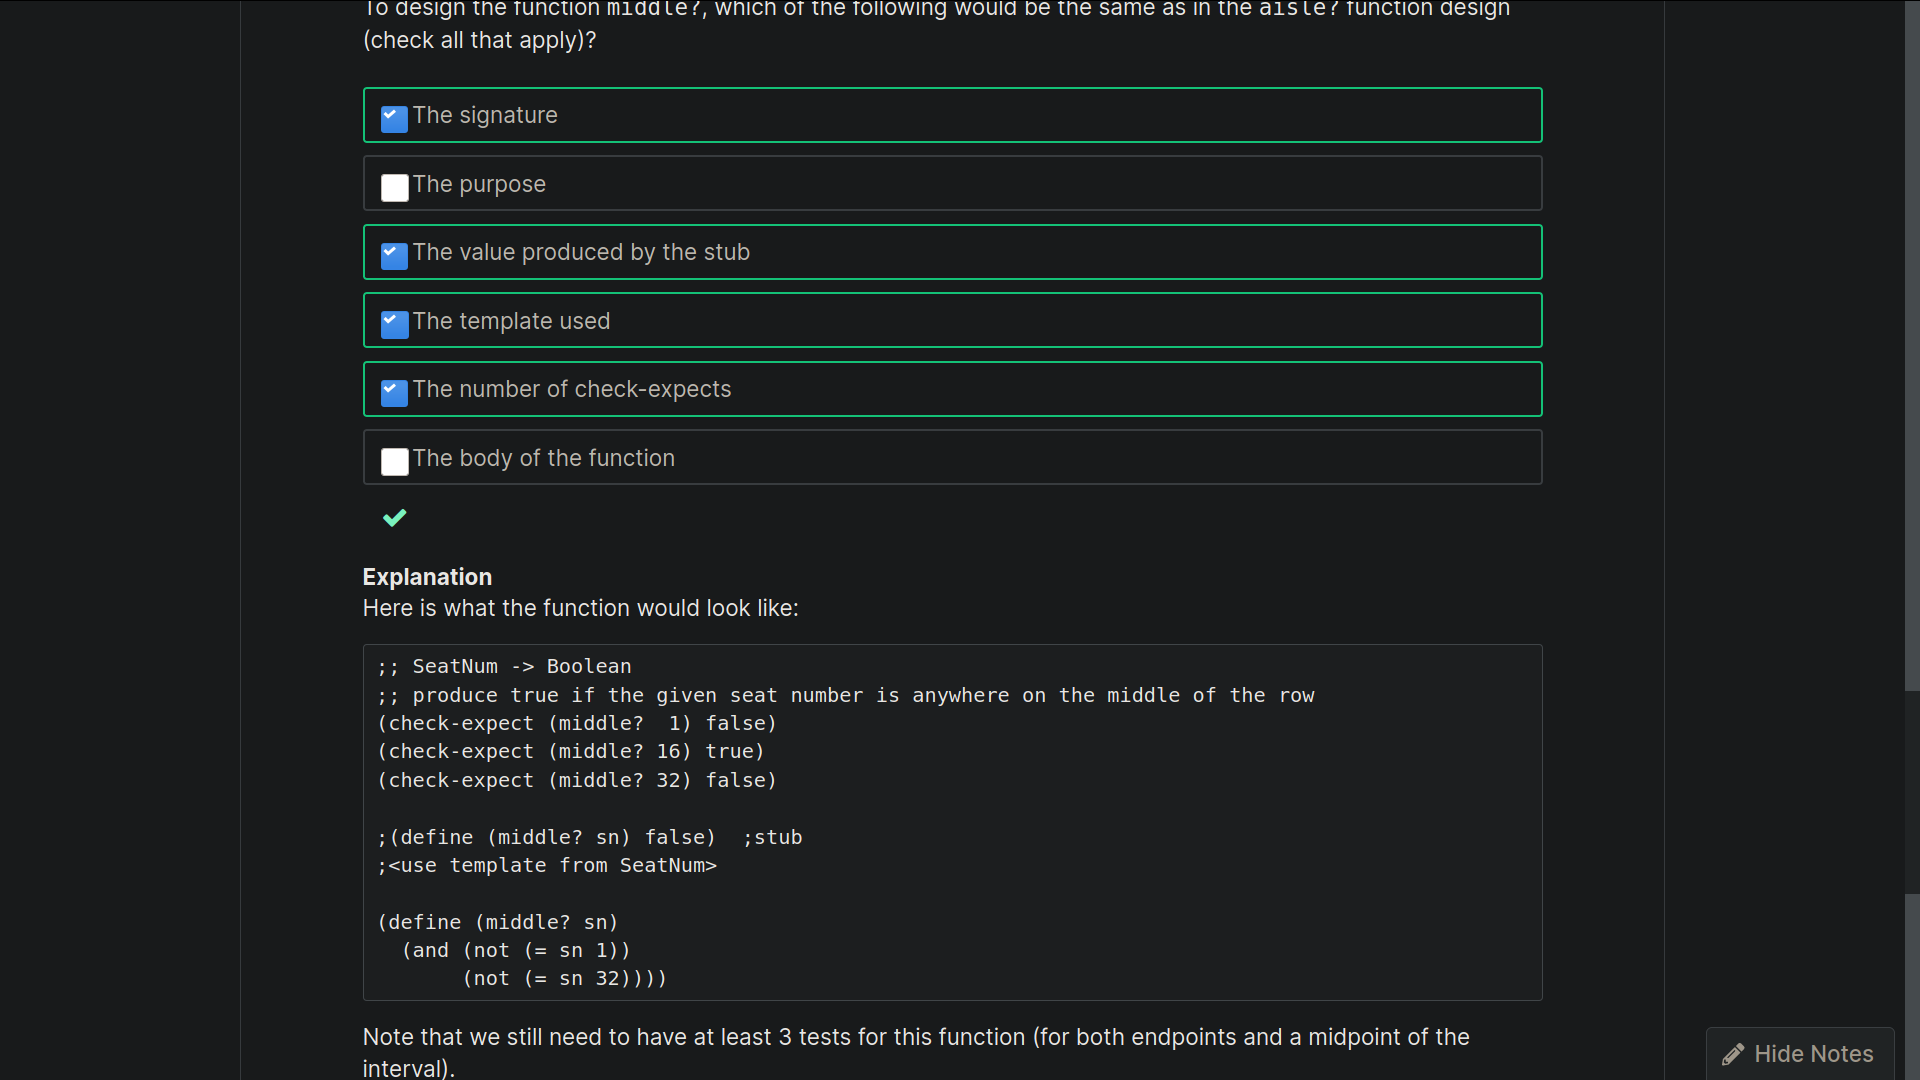 To design the function middle?, which of the following would be the same as in the aisle? function design
(check all that apply)?
The signature
The purpose
The value produced by the stub
The template used
The number of check-expects
The body of the function
Explanation
Here is what the function would look like:
;; SeatNum -> Boolean
;; produce true if the given seat number is anywhere on the middle of the row
(check-expect (middle?  1) false)
(check-expect (middle? 16) true)
(check-expect (middle? 32) false)
;(define (middle? sn) false)  ;stub
;<use template from SeatNum>
(define (middle? sn)
  (and (not (= sn 1))
       (not (= sn 32))))
Note that we still need to have at least 3 tests for this function (for both endpoints and a midpoint of the
interval).
Hide Notes